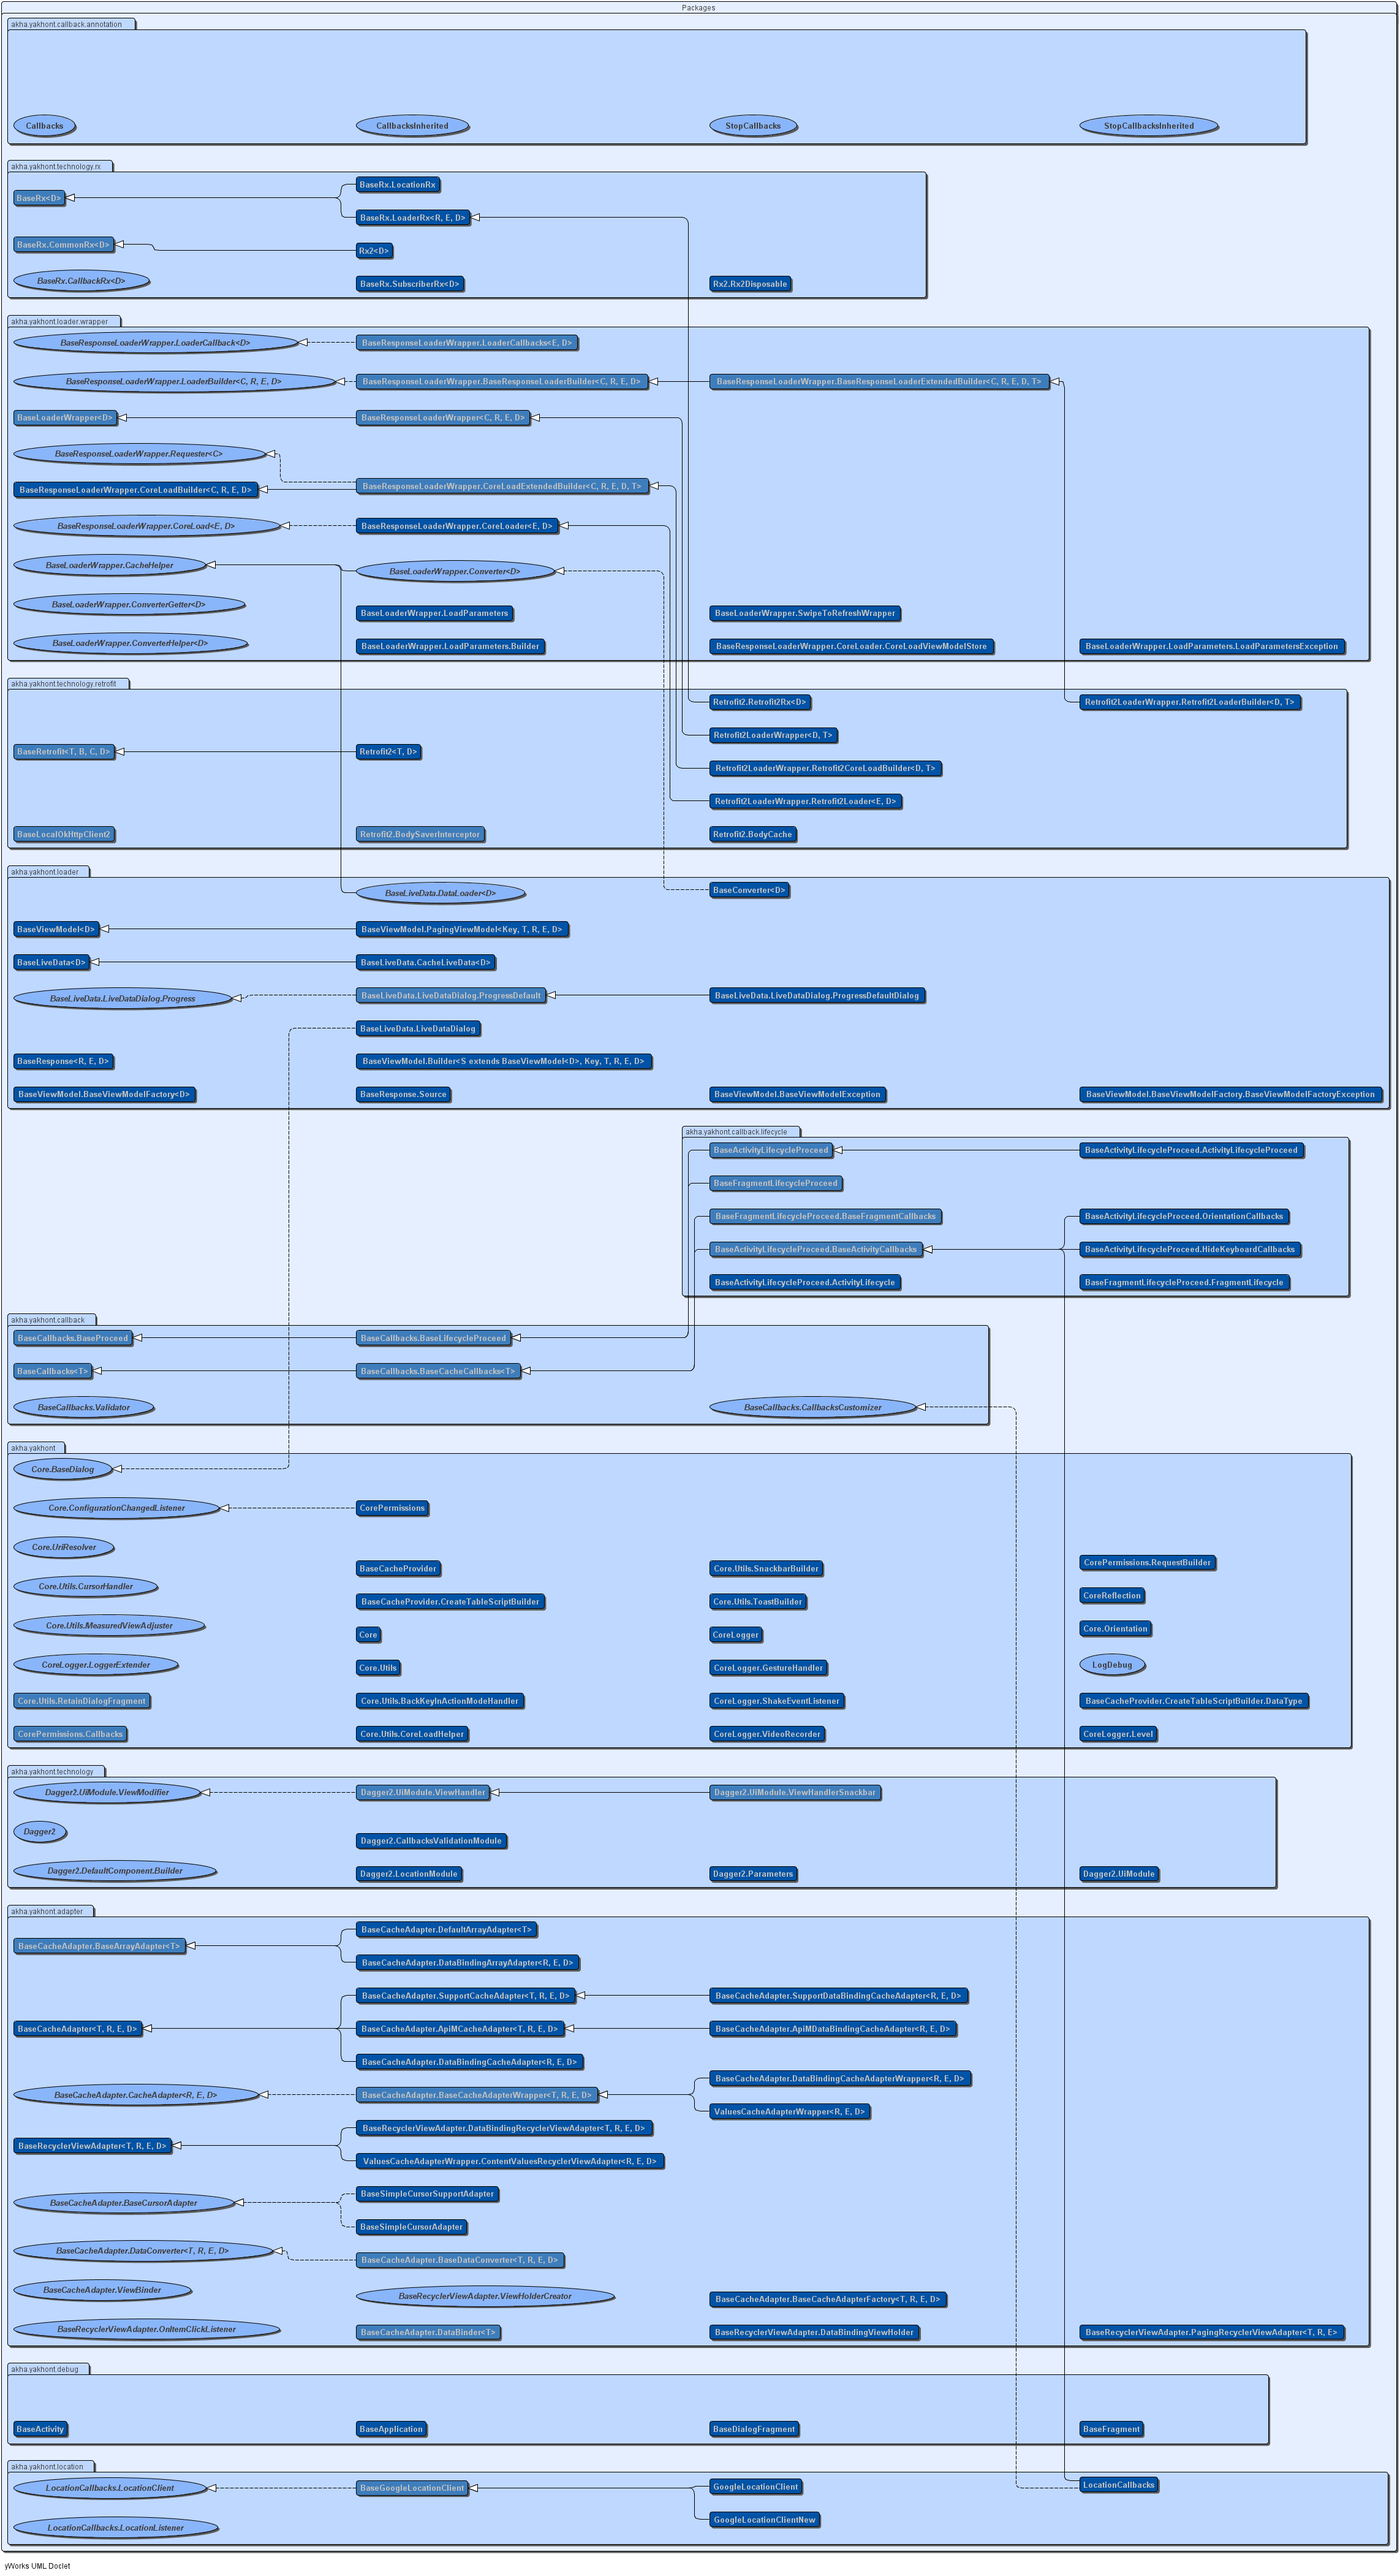 Packages
akha.yakhont.callback.annotation
Callbacks
CallbacksInherited
StopCallbacks
StopCallbacksInherited
akha.yakhont.technology.rx
BaseRx.LocationRx
BaseRx<D>
BaseRx.LoaderRx<R, E, D>
BaseRx.CommonRx<D>
Rx2<D>
BaseRx.CallbackRx<D>
BaseRx.SubscriberRx<D>
Rx2.Rx2Disposable
akha.yakhont.loader.wrapper
BaseResponseLoaderWrapper.LoaderCallback<D>
BaseResponseLoaderWrapper.LoaderCallbacks<E, D>
BaseResponseLoaderWrapper.LoaderBuilder<C, R, E, D>
BaseResponseLoaderWrapper.BaseResponseLoaderBuilder<C, R, E, D>
BaseResponseLoaderWrapper.BaseResponseLoaderExtendedBuilder<C, R, E, D, T>
BaseLoaderWrapper<D>
BaseResponseLoaderWrapper<C, R, E, D>
BaseResponseLoaderWrapper.Requester<C>
BaseResponseLoaderWrapper.CoreLoadBuilder<C, R, E, D>
BaseResponseLoaderWrapper.CoreLoadExtendedBuilder<C, R, E, D, T>
BaseResponseLoaderWrapper.CoreLoad<E, D>
BaseResponseLoaderWrapper.CoreLoader<E, D>
BaseLoaderWrapper.CacheHelper
BaseLoaderWrapper.Converter<D>
BaseLoaderWrapper.ConverterGetter<D>
BaseLoaderWrapper.LoadParameters
BaseLoaderWrapper.SwipeToRefreshWrapper
BaseLoaderWrapper.ConverterHelper<D>
BaseLoaderWrapper.LoadParameters.Builder
BaseResponseLoaderWrapper.CoreLoader.CoreLoadViewModelStore
BaseLoaderWrapper.LoadParameters.LoadParametersException
akha.yakhont.technology.retrofit
Retrofit2.Retrofit2Rx<D>
Retrofit2LoaderWrapper.Retrofit2LoaderBuilder<D, T>
Retrofit2LoaderWrapper<D, T>
BaseRetrofit<T, B, C, D>
Retrofit2<T, D>
Retrofit2LoaderWrapper.Retrofit2CoreLoadBuilder<D, T>
Retrofit2LoaderWrapper.Retrofit2Loader<E, D>
BaseLocalOkHttpClient2
Retrofit2.BodySaverInterceptor
Retrofit2.BodyCache
akha.yakhont.loader
BaseLiveData.DataLoader<D>
BaseConverter<D>
BaseViewModel<D>
BaseViewModel.PagingViewModel<Key, T, R, E, D>
BaseLiveData<D>
BaseLiveData.CacheLiveData<D>
BaseLiveData.LiveDataDialog.Progress
BaseLiveData.LiveDataDialog.ProgressDefault
BaseLiveData.LiveDataDialog.ProgressDefaultDialog
BaseLiveData.LiveDataDialog
BaseResponse<R, E, D>
BaseViewModel.Builder<S extends BaseViewModel<D>, Key, T, R, E, D>
BaseViewModel.BaseViewModelFactory<D>
BaseResponse.Source
BaseViewModel.BaseViewModelException
BaseViewModel.BaseViewModelFactory.BaseViewModelFactoryException
akha.yakhont.callback.lifecycle
BaseActivityLifecycleProceed
BaseActivityLifecycleProceed.ActivityLifecycleProceed
BaseFragmentLifecycleProceed
BaseFragmentLifecycleProceed.BaseFragmentCallbacks
BaseActivityLifecycleProceed.OrientationCallbacks
BaseActivityLifecycleProceed.BaseActivityCallbacks
BaseActivityLifecycleProceed.HideKeyboardCallbacks
BaseActivityLifecycleProceed.ActivityLifecycle
BaseFragmentLifecycleProceed.FragmentLifecycle
akha.yakhont.callback
BaseCallbacks.BaseProceed
BaseCallbacks.BaseLifecycleProceed
BaseCallbacks<T>
BaseCallbacks.BaseCacheCallbacks<T>
BaseCallbacks.Validator
BaseCallbacks.CallbacksCustomizer
akha.yakhont
Core.BaseDialog
Core.ConfigurationChangedListener
CorePermissions
Core.UriResolver
BaseCacheProvider
Core.Utils.SnackbarBuilder
CorePermissions.RequestBuilder
Core.Utils.CursorHandler
BaseCacheProvider.CreateTableScriptBuilder
Core.Utils.ToastBuilder
CoreReflection
Core.Utils.MeasuredViewAdjuster
Core
CoreLogger
Core.Orientation
CoreLogger.LoggerExtender
Core.Utils
CoreLogger.GestureHandler
LogDebug
Core.Utils.RetainDialogFragment
Core.Utils.BackKeyInActionModeHandler
CoreLogger.ShakeEventListener
BaseCacheProvider.CreateTableScriptBuilder.DataType
CorePermissions.Callbacks
Core.Utils.CoreLoadHelper
CoreLogger.VideoRecorder
CoreLogger.Level
akha.yakhont.technology
Dagger2.UiModule.ViewModifier
Dagger2.UiModule.ViewHandler
Dagger2.UiModule.ViewHandlerSnackbar
Dagger2
Dagger2.CallbacksValidationModule
Dagger2.DefaultComponent.Builder
Dagger2.LocationModule
Dagger2.Parameters
Dagger2.UiModule
akha.yakhont.adapter
BaseCacheAdapter.DefaultArrayAdapter<T>
BaseCacheAdapter.BaseArrayAdapter<T>
BaseCacheAdapter.DataBindingArrayAdapter<R, E, D>
BaseCacheAdapter.SupportCacheAdapter<T, R, E, D>
BaseCacheAdapter.SupportDataBindingCacheAdapter<R, E, D>
BaseCacheAdapter<T, R, E, D>
BaseCacheAdapter.ApiMCacheAdapter<T, R, E, D>
BaseCacheAdapter.ApiMDataBindingCacheAdapter<R, E, D>
BaseCacheAdapter.DataBindingCacheAdapter<R, E, D>
BaseCacheAdapter.DataBindingCacheAdapterWrapper<R, E, D>
BaseCacheAdapter.CacheAdapter<R, E, D>
BaseCacheAdapter.BaseCacheAdapterWrapper<T, R, E, D>
ValuesCacheAdapterWrapper<R, E, D>
BaseRecyclerViewAdapter.DataBindingRecyclerViewAdapter<T, R, E, D>
BaseRecyclerViewAdapter<T, R, E, D>
ValuesCacheAdapterWrapper.ContentValuesRecyclerViewAdapter<R, E, D>
BaseSimpleCursorSupportAdapter
BaseCacheAdapter.BaseCursorAdapter
BaseSimpleCursorAdapter
BaseCacheAdapter.DataConverter<T, R, E, D>
BaseCacheAdapter.BaseDataConverter<T, R, E, D>
BaseCacheAdapter.ViewBinder
BaseRecyclerViewAdapter.ViewHolderCreator
BaseCacheAdapter.BaseCacheAdapterFactory<T, R, E, D>
BaseRecyclerViewAdapter.OnItemClickListener
BaseCacheAdapter.DataBinder<T>
BaseRecyclerViewAdapter.DataBindingViewHolder
BaseRecyclerViewAdapter.PagingRecyclerViewAdapter<T, R, E>
akha.yakhont.debug
BaseActivity
BaseApplication
BaseDialogFragment
BaseFragment
akha.yakhont.location
LocationCallbacks.LocationClient
BaseGoogleLocationClient
GoogleLocationClient
LocationCallbacks
GoogleLocationClientNew
LocationCallbacks.LocationListener
yWorks UML Doclet